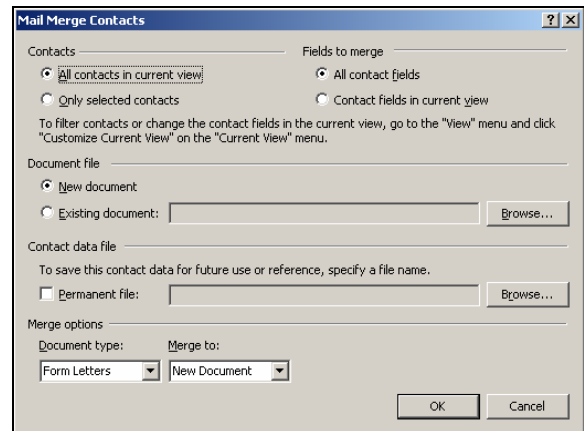 Mail Merge Contacts
Contacts
Fields to merge
All contacts in current view
All contact fields
Only selected contacts
Contact fields in current view
To filter contacts or change the contact fields in the current view, go to the "View" menu and click
"Customize Current View" on the "Current View" menu.
Document file
New document
Existing document:
Browse...
Contact data file
To save this contact data for future use or reference, specify a file name.
Permanent file:
Browse...
Merge options
Document type:
Merge to:
Form Letters
New Document
OK
Cancel